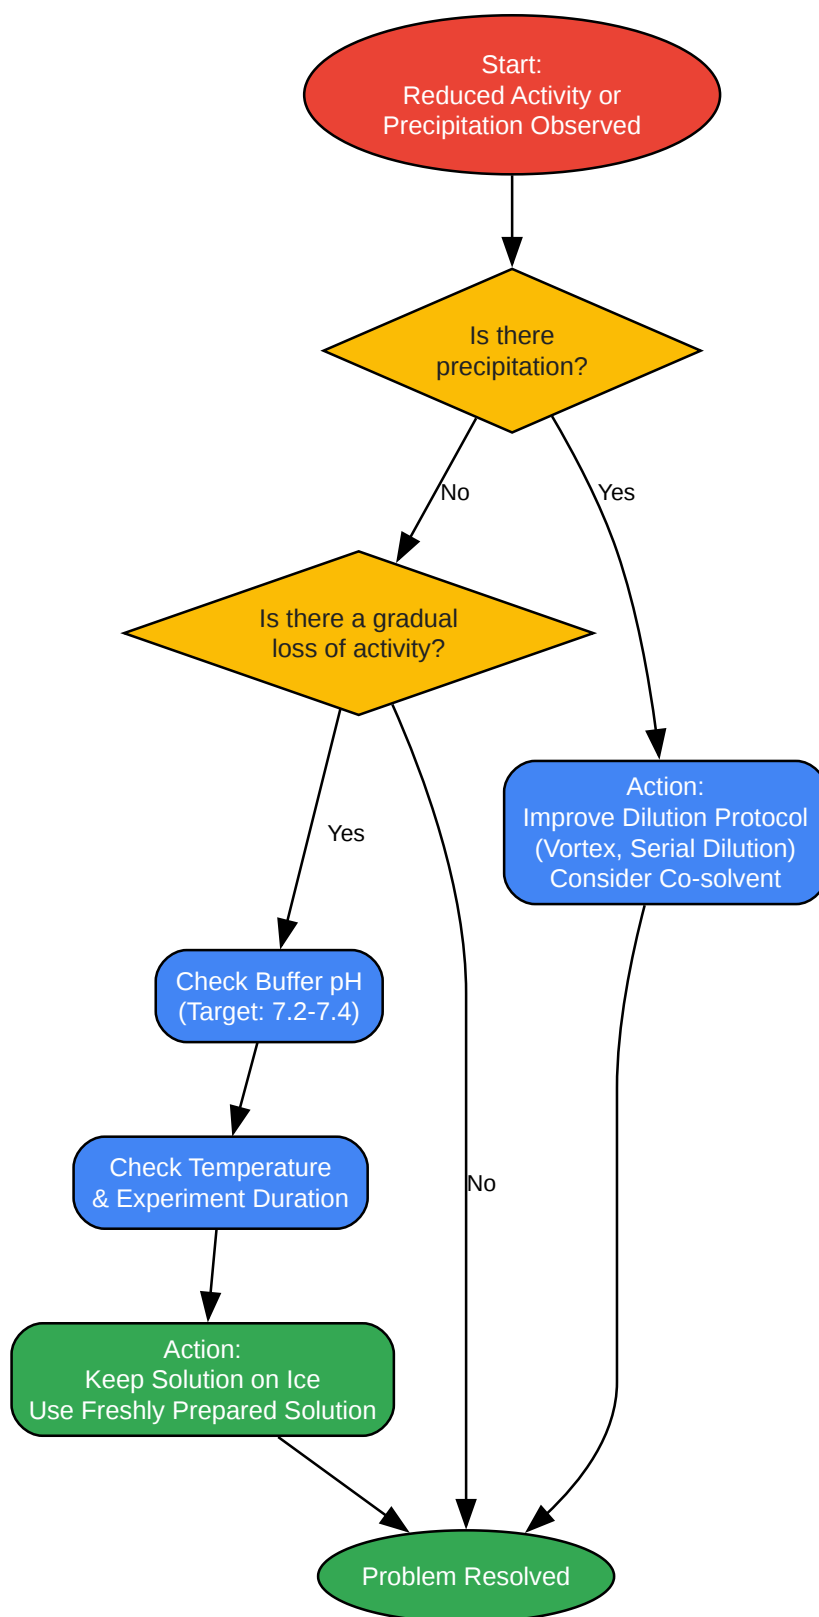 Start:
Reduced Activity or
Precipitation Observed
Is there
precipitation?
No
Yes
Is there a gradual
loss of activity?
Action:
Improve Dilution Protocol
(Vortex, Serial Dilution)
Consider Co-solvent
Yes
Check Buffer pH
(Target: 7.2-7.4)
Check Temperature
& Experiment Duration
No
Action:
Keep Solution on Ice
Use Freshly Prepared Solution
Problem Resolved